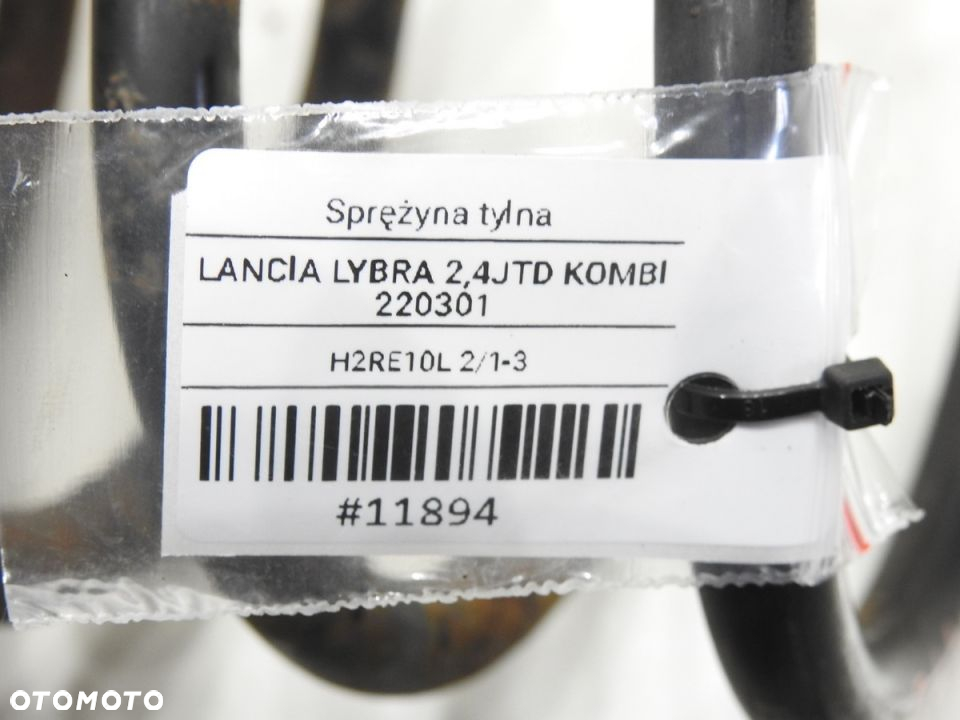 Sprężyna tylna
LANCIA LYBRA 2,4JTD KOMBI
220301
H2RE10L 2/1-3
#11894
OTOMOTO